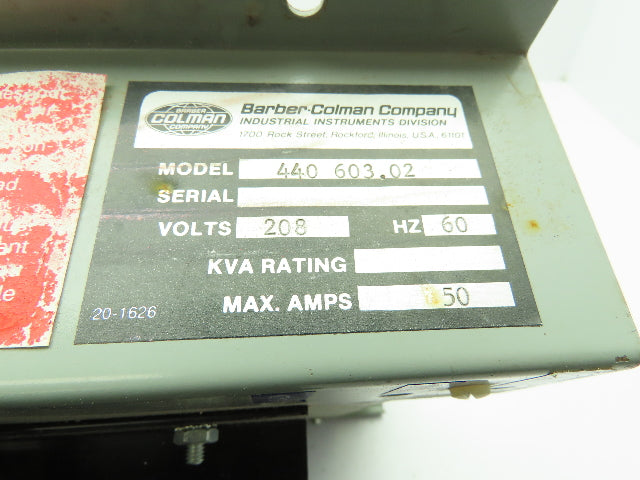 BARBER
COLMAN
COMPANY
Barber-Colman Company
INDUSTRIAL INSTRUMENTS DIVISION
1700 Rock Street, Rockford, Illinois, U.S.A. 61101
MODEL 440 603.02
SERIAL
VOLTS 208 HZ 60
KVA RATING
MAX. AMPS 50
20-1626